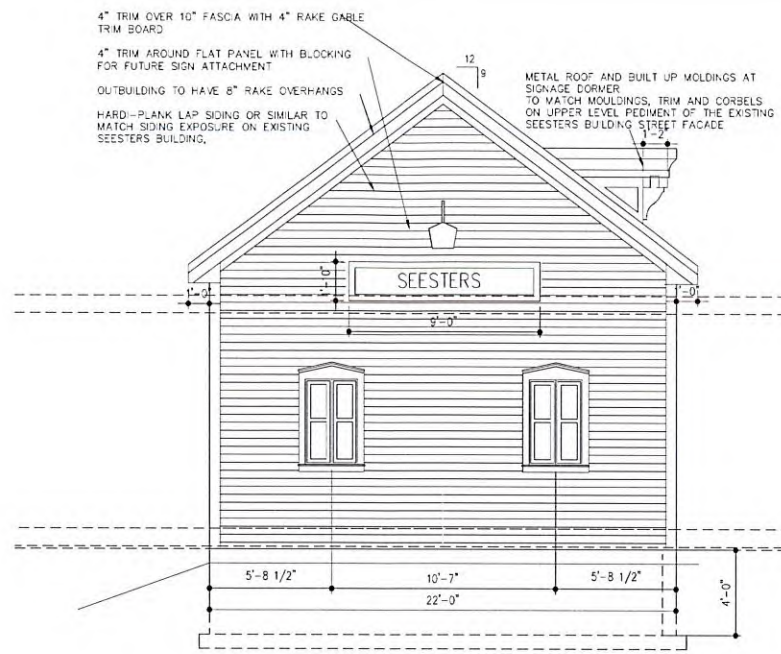 4" TRIM OVER 10" FASCIA WITH 4" RAKE GABLE
TRIM BOARD
4" TRIM AROUND FLAT PANEL WITH BLOCKING
FOR FUTURE SIGN ATTACHMENT
OUTBUILDING TO HAVE 8" RAKE OVERHANGS
HARDI-PLANK LAP SIDING OR SIMILAR TO
MATCH SIDING EXPOSURE ON EXISTING
SEESTERS BUILDING.
12
9
METAL ROOF AND BUILT UP MOLDINGS AT
SIGNAGE DORMER
TO MATCH MOULDINGS, TRIM AND CORBELS
ON UPPER LEVEL PEDIMENT OF THE EXISTING
SEESTERS BUILDING STREET FACADE
1'-2"
SEESTERS
1'-0"
9'-0"
5'-8 1/2"
10'-7"
5'-8 1/2"
22'-0"
4'-0"